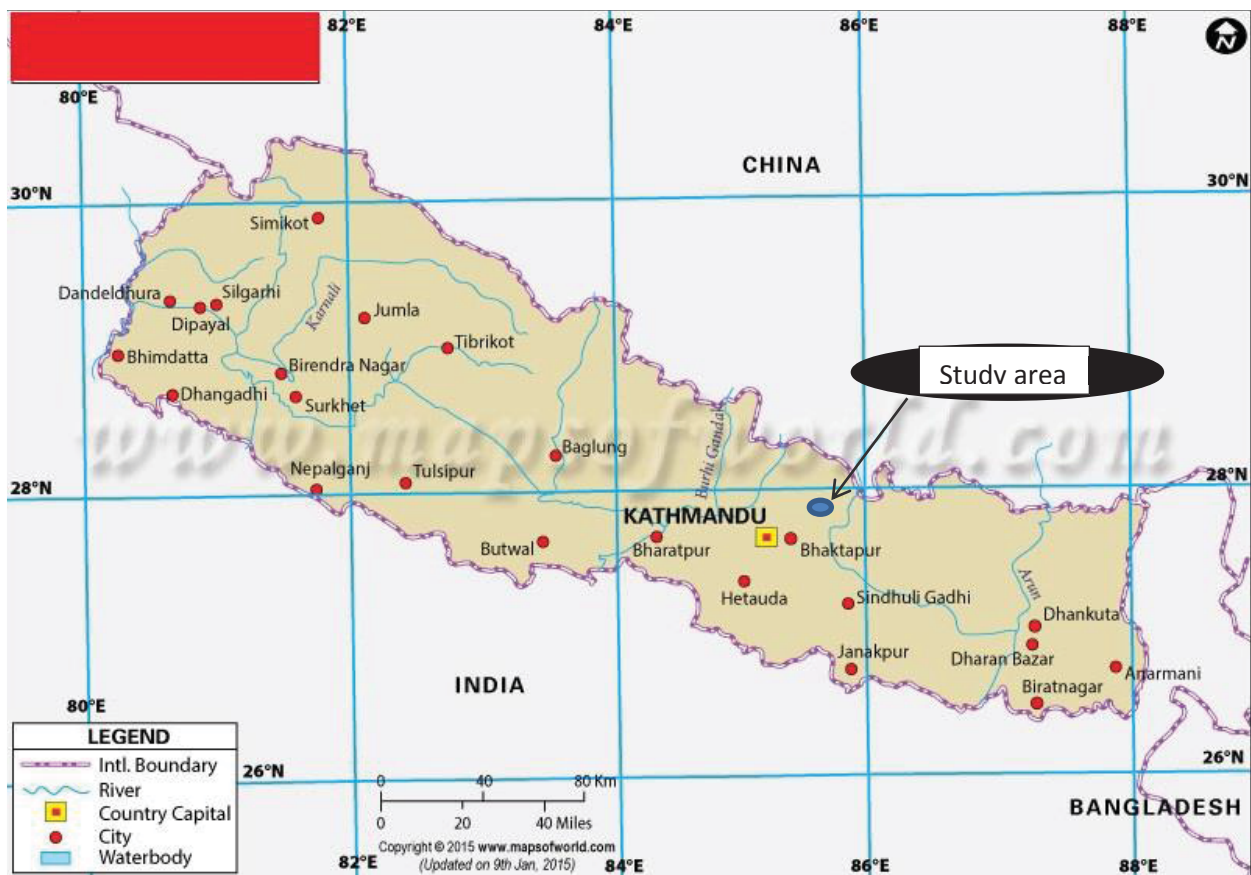 82°E
84°E
86°E
88°E
N
80°E
CHINA
30°N
30°N
Simikot
Dandeldhura
Silgarhi
Dipayal
Karnali
Jumla
Tibrikot
Bhimdatta
Birendra Nagar
Dhangadhi
Surkhet
Study area
www.mapsofworld.com
Baglung
Burhi Gandak
Nepalganj
Tulsipur
28°N
28°N
KATHMANDU
Butwal
Bharatpur
Bhaktapur
Hetauda
Sindhuli Gadhi
Arun
Dhankuta
Janakpur
Dharan Bazar
Anarmani
INDIA
Biratnagar
80°E
LEGEND
Intl. Boundary
River
Country Capital
City
Waterbody
26°N
26°N
0 40 80 Km
0 20 40 Miles
BANGLADESH
Copyright © 2015 www.mapsofworld.com
(Updated on 9th Jan, 2015)
82°E
84°E
86°E
88°E